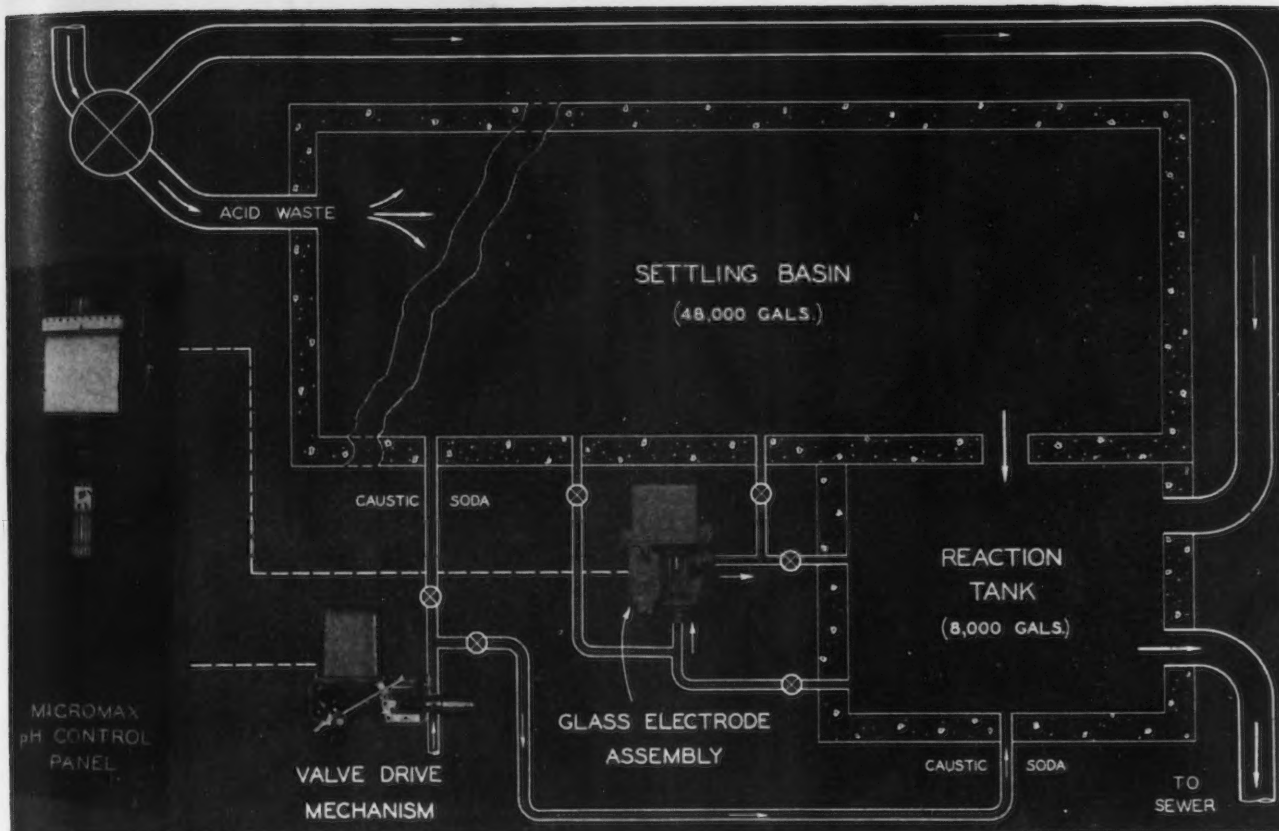 ACID WASTE
SETTLING BASIN
(48,000 GALS.)
CAUSTIC SODA
REACTION
TANK
(8,000 GALS.)
GLASS ELECTRODE
ASSEMBLY
MICROMAX
pH CONTROL
PANEL
VALVE DRIVE
MECHANISM
CAUSTIC SODA
TO
SEWER